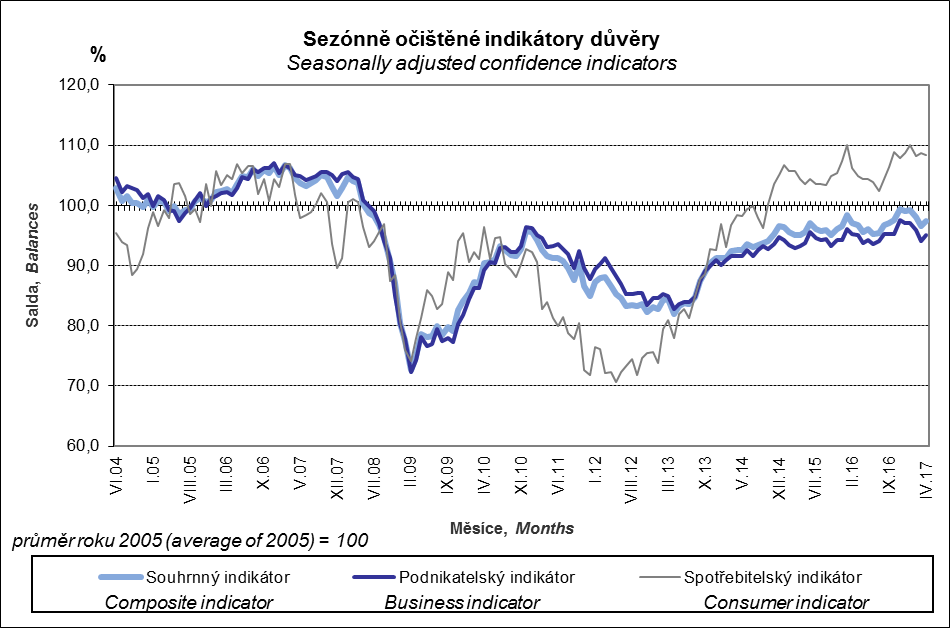 Sezónně očištěné indikátory důvěry
Seasonally adjusted confidence indicators
%
120,0
110,0
100,0
90,0
80,0
70,0
60,0
Salda, Balances
VI.04
I.05
VIII.05
III.06
X.06
V.07
XII.07
VII.08
II.09
IX.09
IV.10
XI.10
VI.11
I.12
VIII.12
III.13
X.13
V.14
XII.14
VII.15
II.16
IX.16
IV.17
Měsíce, Months
průměr roku 2005 (average of 2005) = 100
Souhrnný indikátor Podnikatelský indikátor Spotřebitelský indikátor
Composite indicator Business indicator Consumer indicator